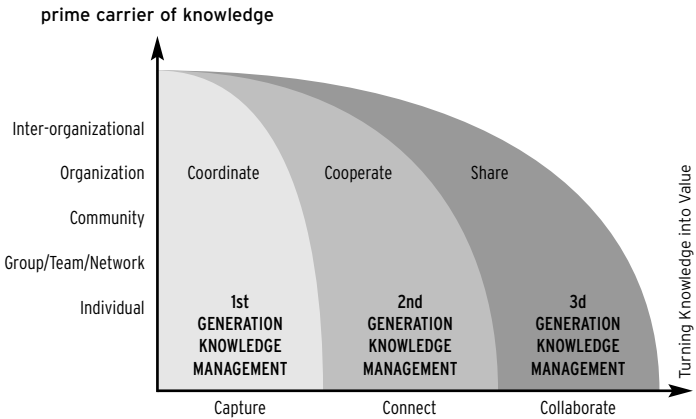 prime carrier of knowledge
Inter-organizational
Organization
Community
Group/Team/Network
Individual
Coordinate
Cooperate
Share
1st
GENERATION
KNOWLEDGE
MANAGEMENT
2nd
GENERATION
KNOWLEDGE
MANAGEMENT
3d
GENERATION
KNOWLEDGE
MANAGEMENT
Turning Knowledge into Value
Capture
Connect
Collaborate